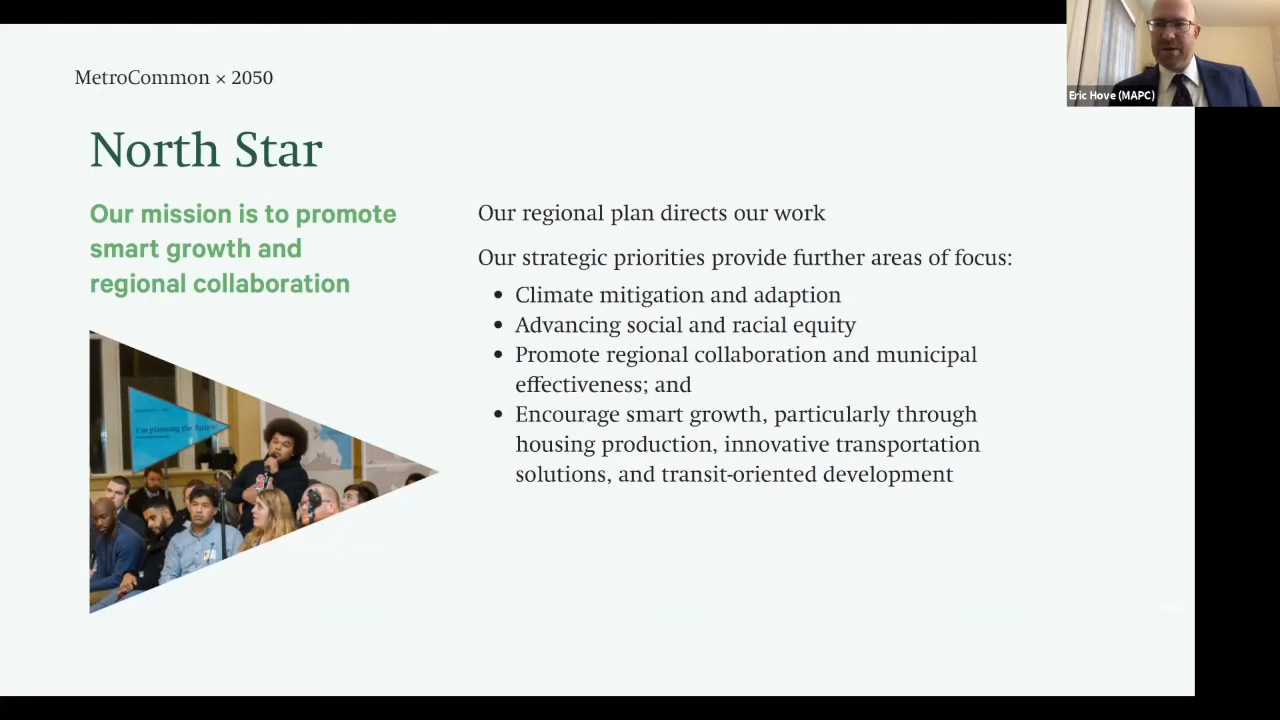 MetroCommon × 2050
Eric Hove (MAPC)
North Star
Our mission is to promote
smart growth and
regional collaboration
Our regional plan directs our work
Our strategic priorities provide further areas of focus:
• Climate mitigation and adaption
• Advancing social and racial equity
• Promote regional collaboration and municipal
effectiveness; and
• Encourage smart growth, particularly through
housing production, innovative transportation
solutions, and transit-oriented development
I'm planning the future!